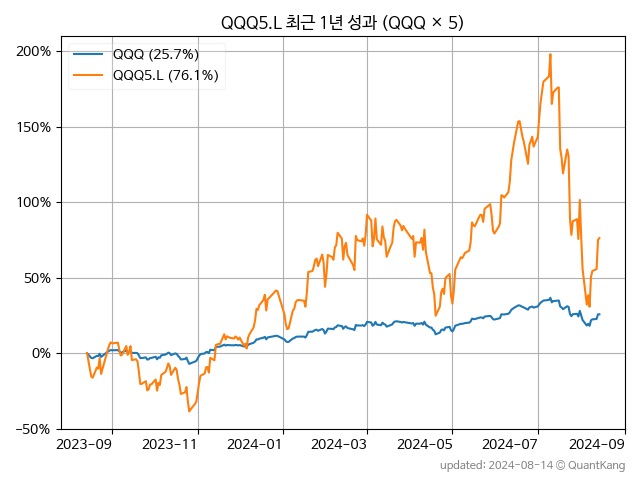 QQQ5.L 최근 1년 성과 (QQQ × 5)
QQQ (25.7%)
QQQ5.L (76.1%)
200%
150%
100%
50%
0%
−50%
2023−09 2023−11 2024−01 2024−03 2024−05 2024−07 2024−09
updated: 2024-08-14 © QuantKang